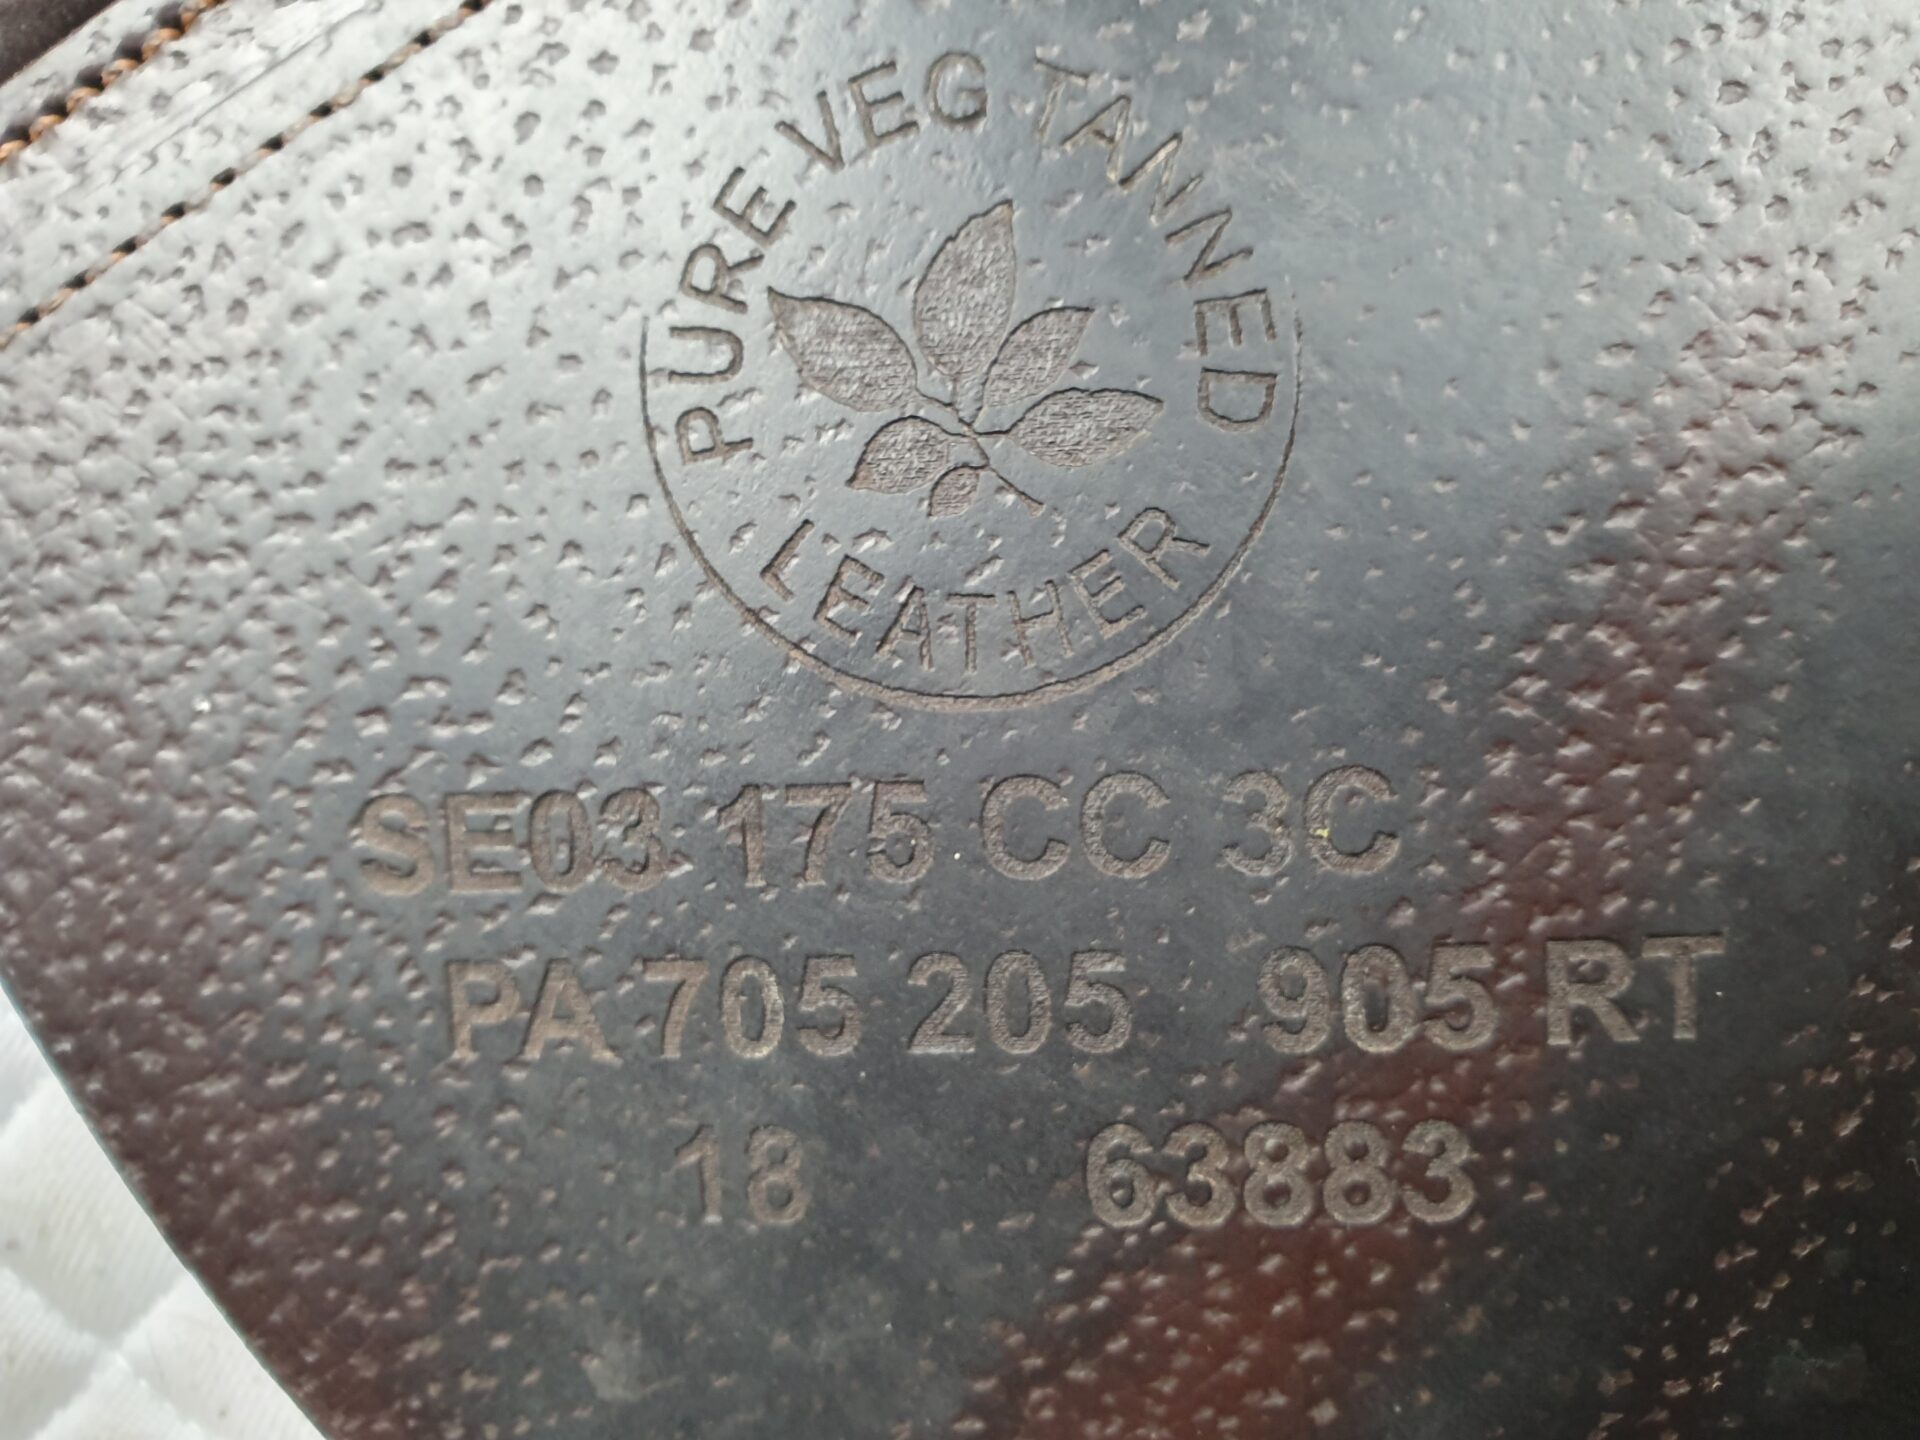 PURE VEG TANNED
LEATHER
SE03 175 CC 3C
PA 705 205 905 RT
18 63883